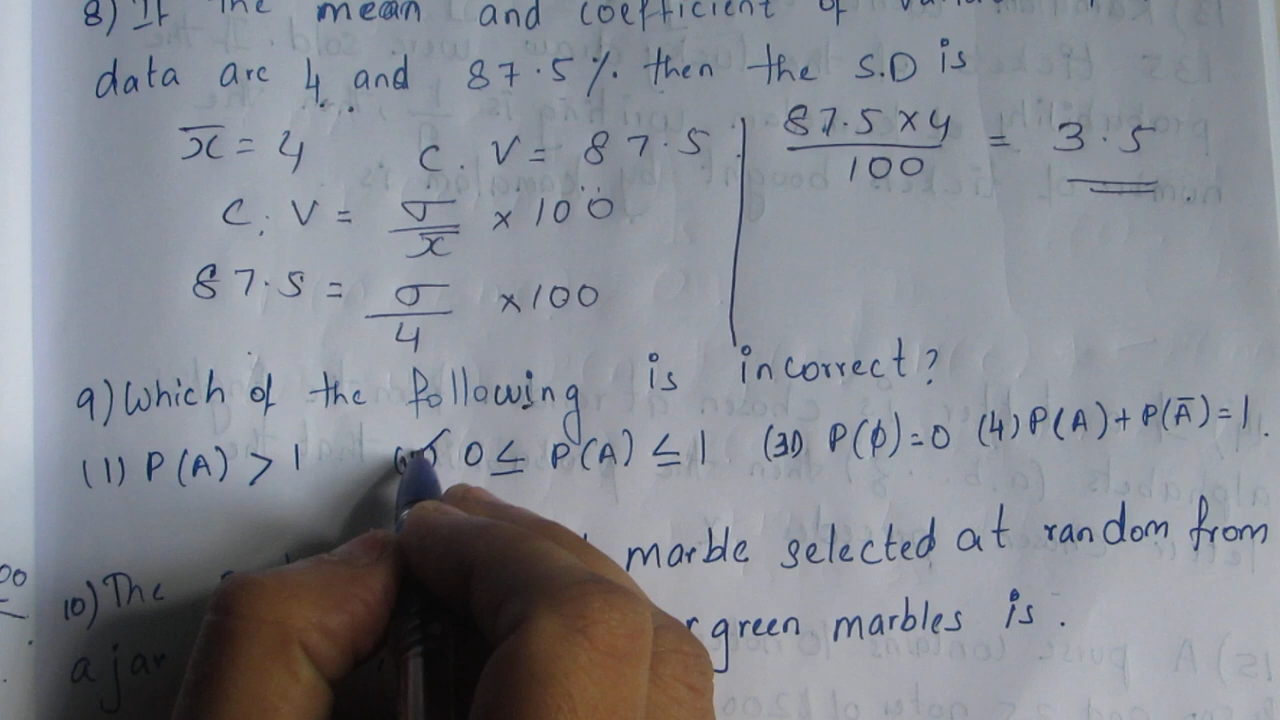 8) If the mean and coefficient of
data are 4 and 87.5% then the S.D is
x̄ = 4 C.V = 87.5
C.V = σ/x̄ × 100
87.5 = σ/4 × 100
87.5 × 4/100 = 3.5
9) Which of the following is incorrect?
(1) P(A) > 1 0 ≤ P(A) ≤ 1 (3) P(ϕ) = 0 (4) P(A) + P(Ā) = 1.
10) The marble selected at random from
a jar green marbles is.
00